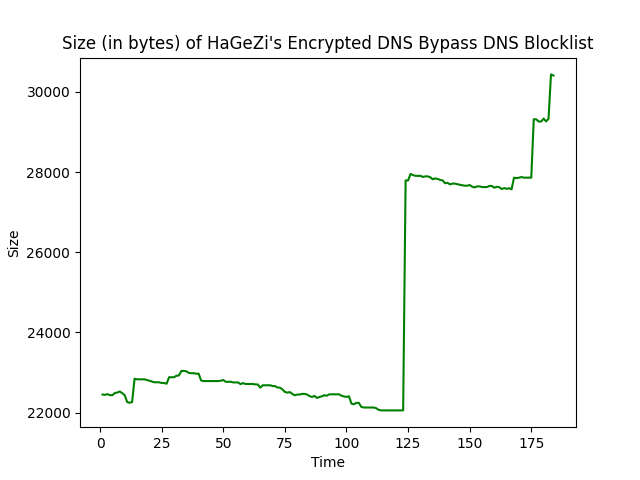 Size (in bytes) of HaGeZi's Encrypted DNS Bypass DNS Blocklist
30000
28000
26000
24000
22000
Size
0 25 50 75 100 125 150 175
Time